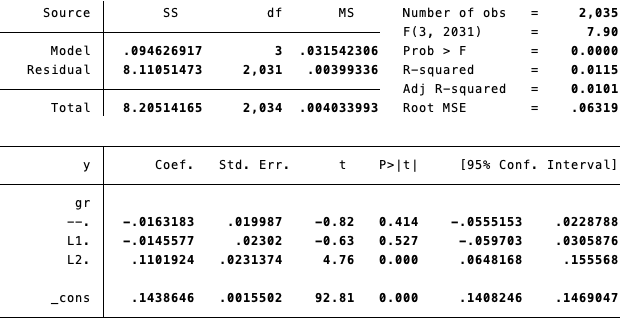 Source SS df MS Number of obs = 2,035
F(3, 2031) = 7.90
Model .094626917 3 .031542306 Prob > F = 0.0000
Residual 8.11051473 2,031 .00399336 R-squared = 0.0115
Adj R-squared = 0.0101
Total 8.20514165 2,034 .004033993 Root MSE = .06319
y Coef. Std. Err. t P>|t| [95% Conf. Interval]
gr
--. -.0163183 .019987 -0.82 0.414 -.0555153 .0228788
L1. -.0145577 .02302 -0.63 0.527 -.059703 .0305876
L2. .1101924 .0231374 4.76 0.000 .0648168 .155568
_cons .1438646 .0015502 92.81 0.000 .1408246 .1469047